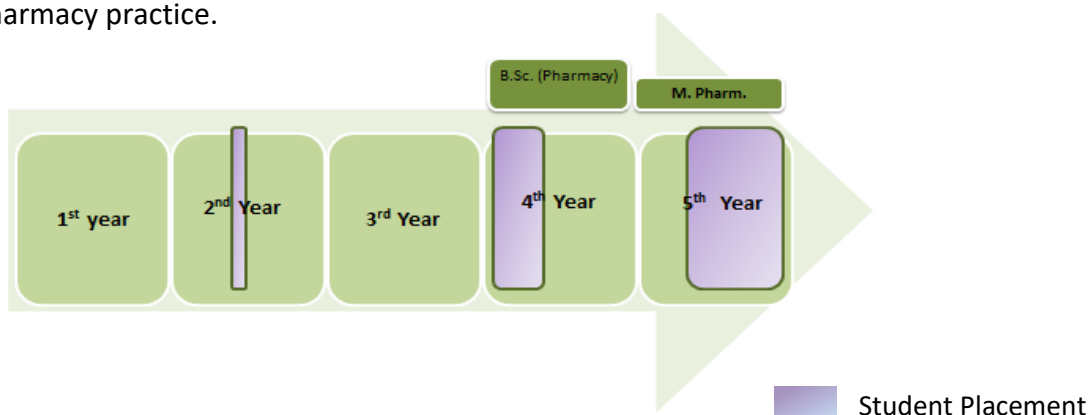 harmacy practice.
B.Sc. (Pharmacy)
M. Pharm.
1st year
2nd Year
3rd Year
4th Year
5th Year
Student Placement